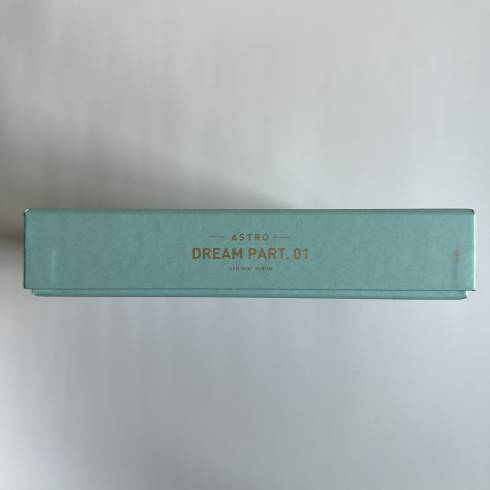 ASTRO
DREAM PART. 01
4TH MINI ALBUM